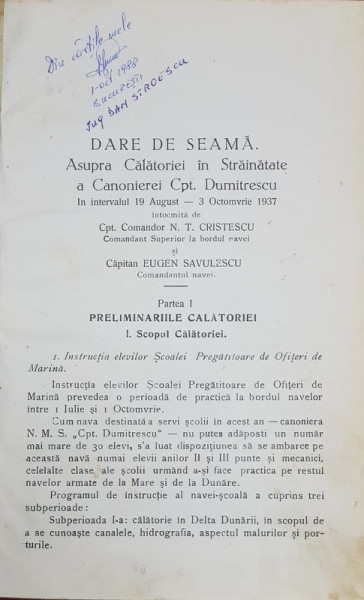 Din cărțile mele
1-oct 1988
BUCUREȘTI
Jug DAN STROESCU
DARE DE SEAMĂ.
Asupra Călătoriei în Străinătate
a Canonierei Cpt. Dumitrescu
In intervalul 19 August — 3 Octomvrie 1937
întocmită de
Cpt. Comandor N. T. CRISTESCU
Comandant Superior la bordul navei
și
Căpitan EUGEN SAVULESCU
Comandantul navei.
Partea I
PRELIMINARIILE CALATORIEI
I. Scopul Călătoriei.
1. Instrucția elevilor Școalei Pregătitoare de Ofițeri de
Marină.
Instrucția elevilor Școalei Pregătitoare de Ofițeri de
Marină prevedea o perioadă de practică la bordul navelor
între 1 Iulie și 1 Octomvrie.
Cum nava destinată a servi școlii în acest an — canoniera
N. M. S. „Cpt. Dumitrescu“ — nu putea adăposti un număr
mai mare de 30 elevi, s'a luat dispozițiunea să se ambarce pe
această navă numai elevii anilor II și III punte și mecanici,
celelalte clase ale școlii urmând a-și face practica pe restul
navelor armate de la Mare și de la Dunăre.
Programul de instrucție al navei-școală a cuprins trei
subperioade:
Subperioada I-a: călătorie în Delta Dunării, în scopul de
a se cunoaște canalele, hidrografia, aspectul malurilor și por-
turile.